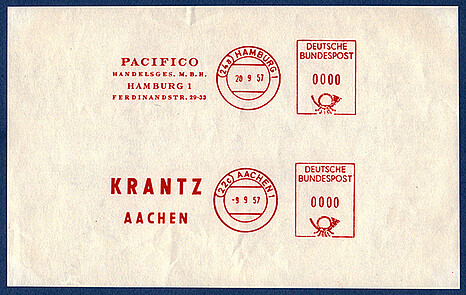 PACIFICO
HANDELSGES. M.B.H.
HAMBURG 1
FERDINANDSTR. 29-33
(24a) HAMBURG 1
20 9 57
DEUTSCHE
BUNDESPOST
0000
KRANTZ
AACHEN
(22c) AACHEN 1
-9 9 57
DEUTSCHE
BUNDESPOST
0000